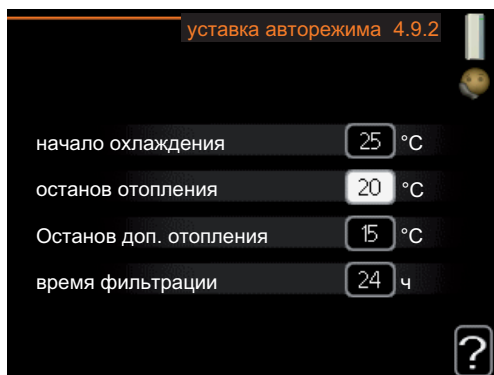 уставка авторежима 4.9.2
начало охлаждения 25 °C
останов отопления 20 °C
Останов доп. отопления 15 °C
время фильтрации 24 ч
?